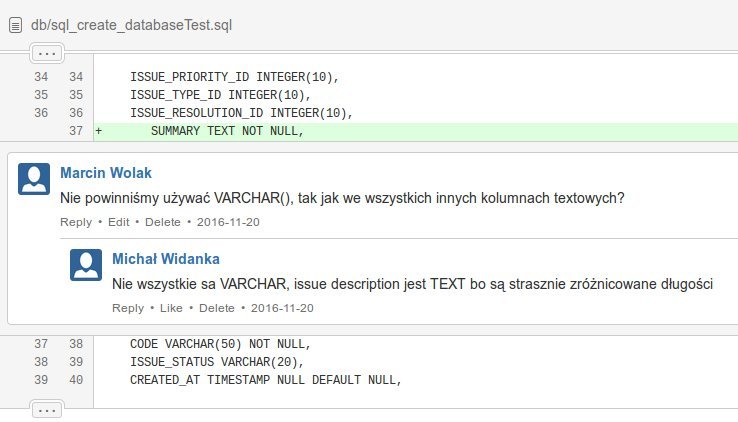 db/sql_create_databaseTest.sql
...
34 34 ISSUE_PRIORITY_ID INTEGER(10),
35 35 ISSUE_TYPE_ID INTEGER(10),
36 36 ISSUE_RESOLUTION_ID INTEGER(10),
37 + SUMMARY TEXT NOT NULL,
Marcin Wolak
Nie powinniśmy używać VARCHAR(), tak jak we wszystkich innych kolumnach textowych?
Reply • Edit • Delete • 2016-11-20
Michał Widanka
Nie wszystkie sa VARCHAR, issue description jest TEXT bo są strasznie zróżnicowane długości
Reply • Like • Delete • 2016-11-20
37 38 CODE VARCHAR(50) NOT NULL,
38 39 ISSUE_STATUS VARCHAR(20),
39 40 CREATED_AT TIMESTAMP NULL DEFAULT NULL,
...